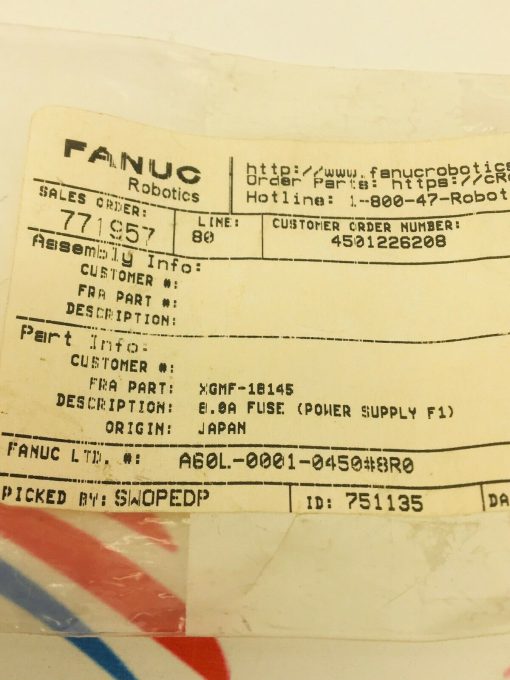 FANUC
Robotics
http://www.fanucrobotics
Order Parts: https://cRo
Hotline: 1-800-47-Robot
SALES ORDER:
771957
LINE:
80
CUSTOMER ORDER NUMBER:
4501226208
Assembly Info:
CUSTOMER #:
FRA PART #:
DESCRIPTION:
Part Info:
CUSTOMER #:
FRA PART: XGMF-18145
DESCRIPTION: 8.0A FUSE (POWER SUPPLY F1)
ORIGIN: JAPAN
FANUC LTD. #: A60L-0001-0450#8R0
PICKED BY: SWOPEDP
ID: 751135
DA